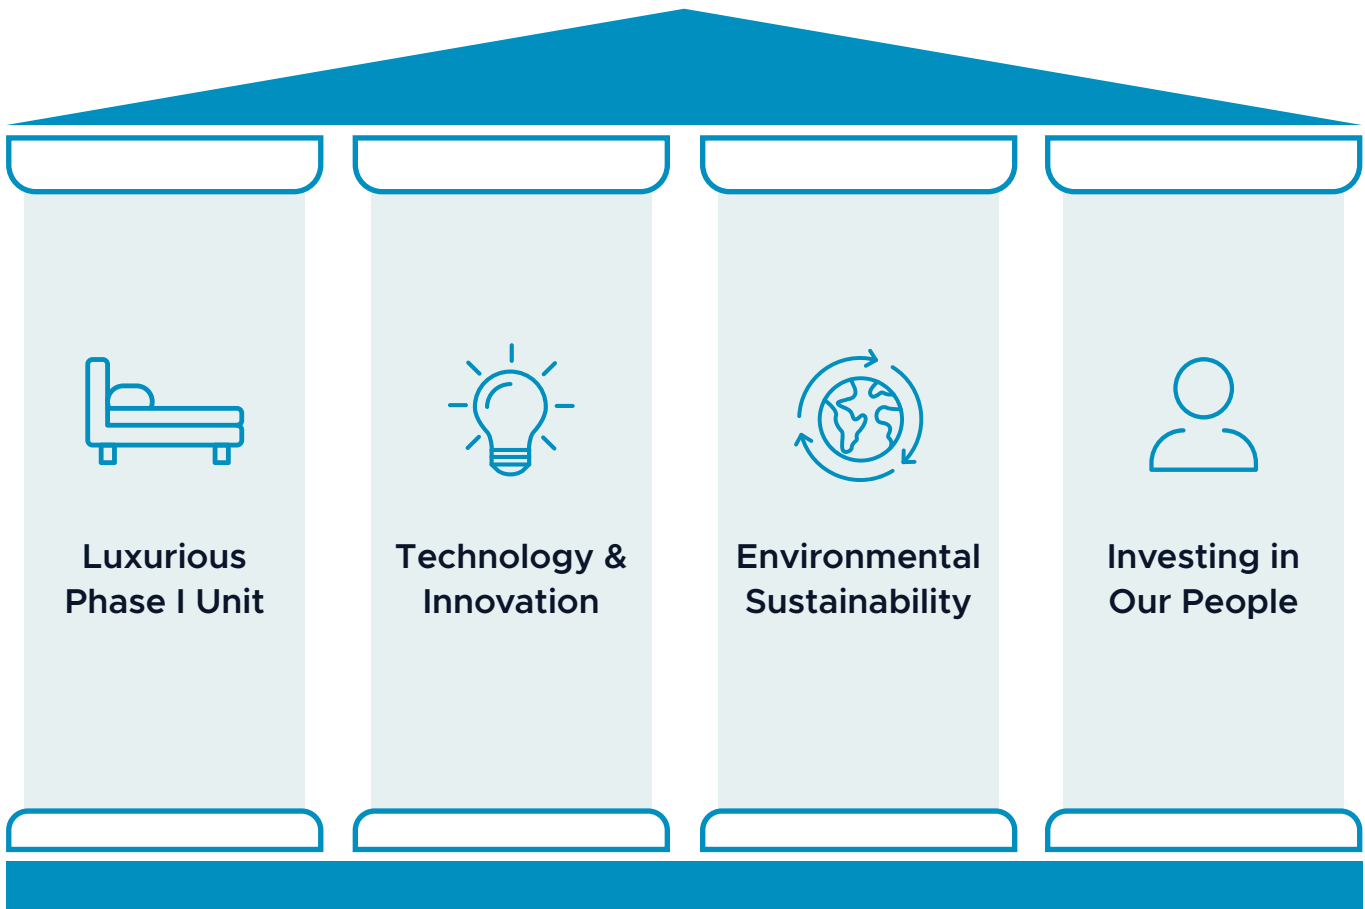 Luxurious
Phase I Unit
Technology &
Innovation
Environmental
Sustainability
Investing in
Our People